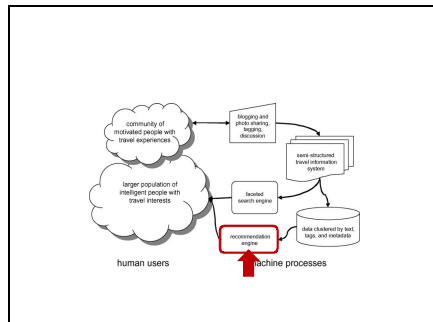 community of
motivated people with
travel experiences
blogging and
photo sharing,
tagging,
discussion
semi-structured
travel information
system
larger population of
intelligent people with
travel interests
faceted
search engine
data clustered by text,
tags, and metadata
recommendation
engine
human users
achine processes